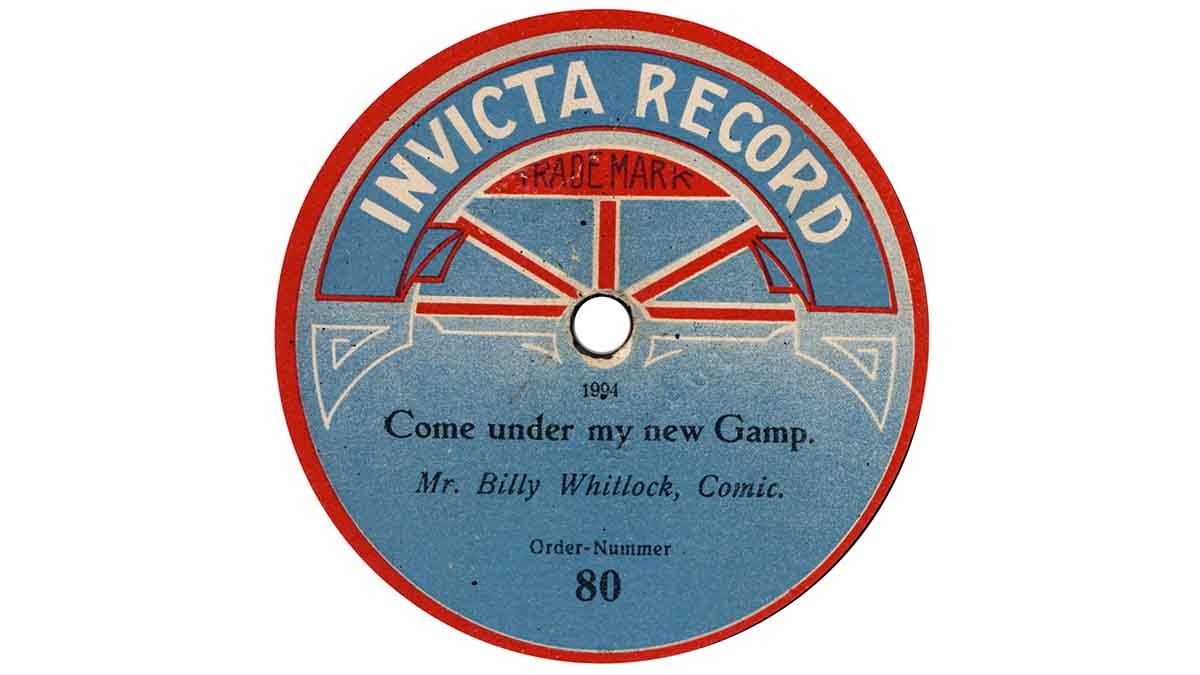 INVICTA RECORD
TRADE MARK
1994
Come under my new Gamp.
Mr. Billy Whitlock, Comic.
Order-Nummer
80